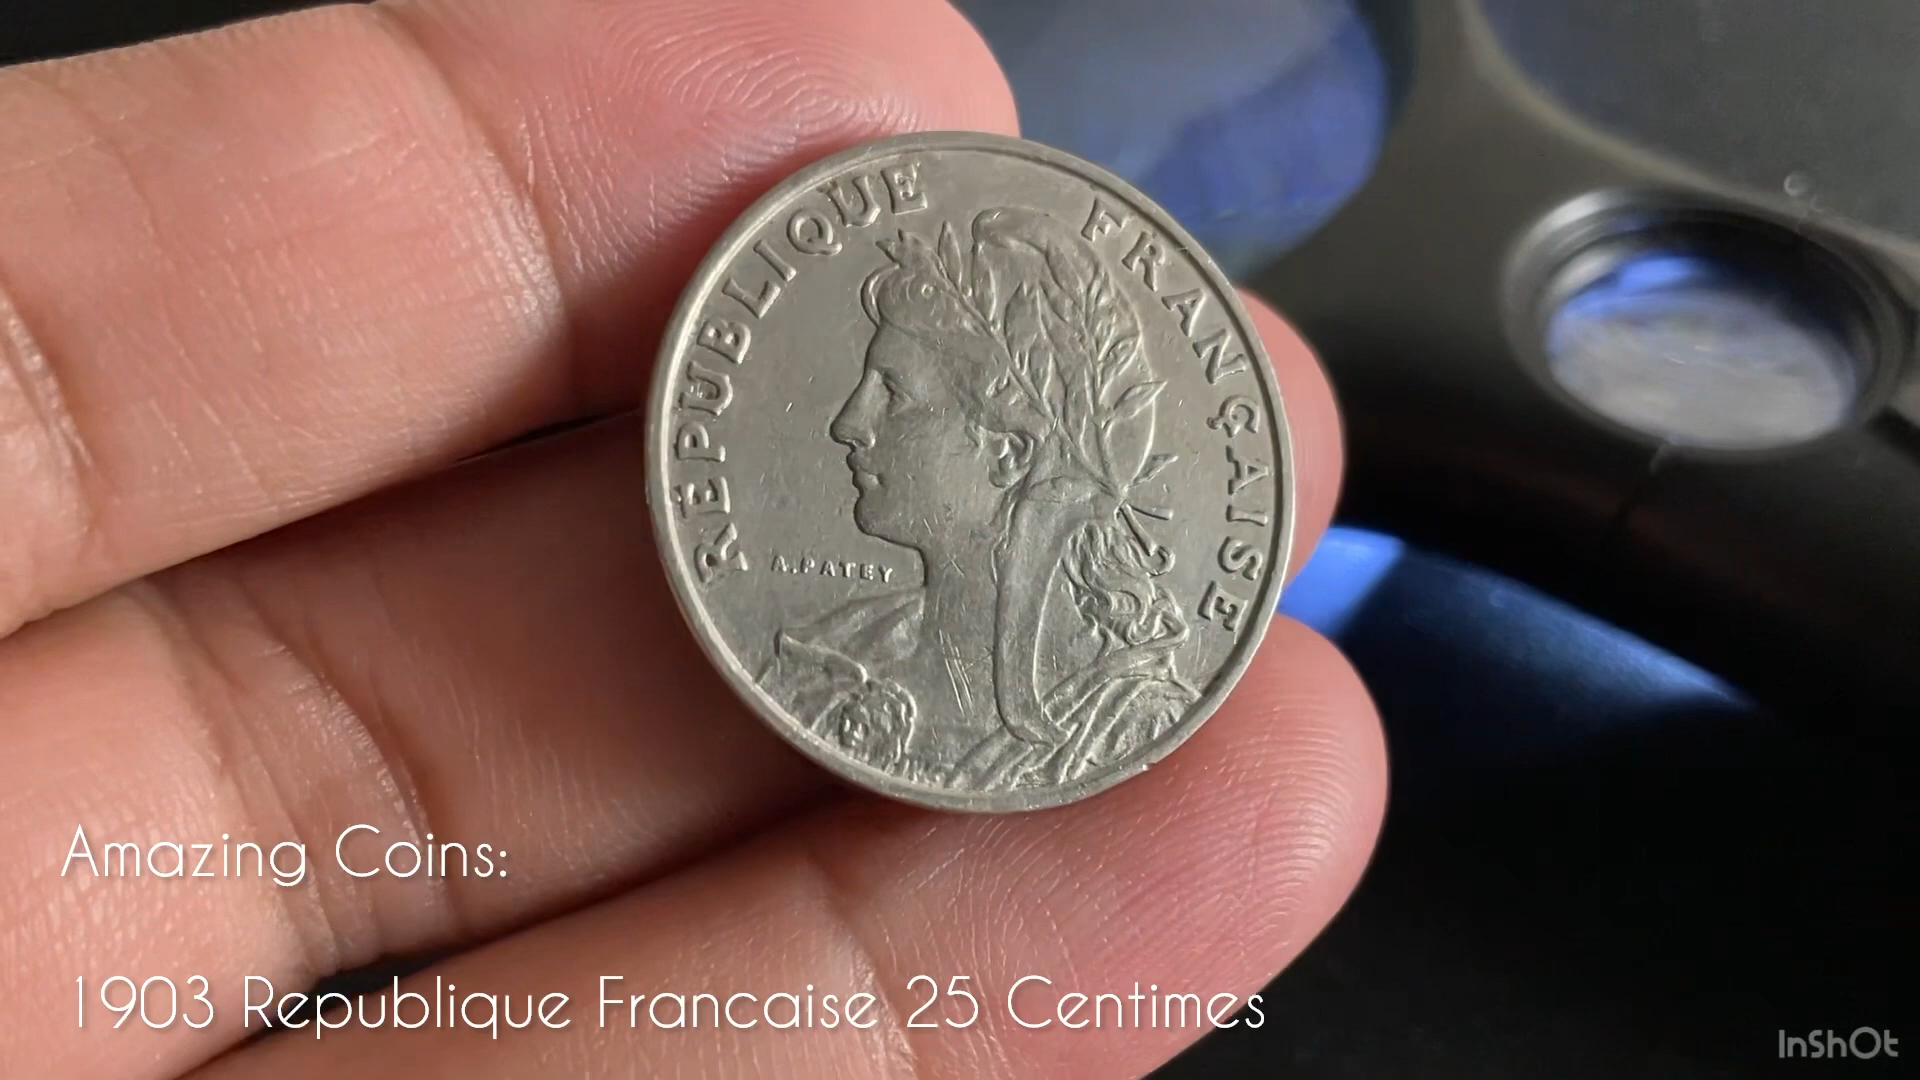 RÉPUBLIQUE FRANÇAISE
A.PATEY
Amazing Coins:
1903 Republique Francaise 25 Centimes
InShOt